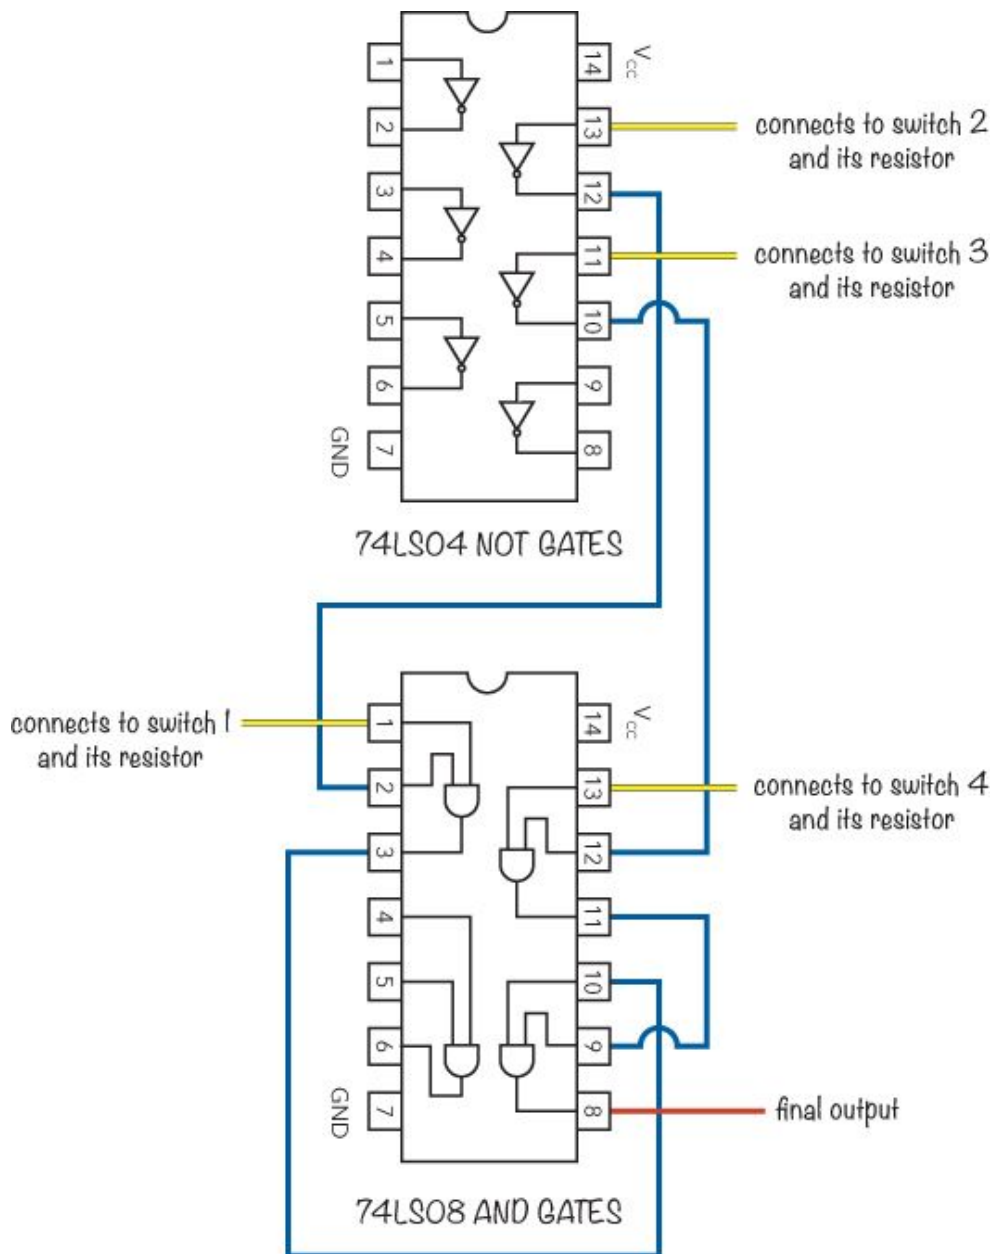 1
2
3
4
5
6
7
GND
14
V CC
13
12
11
10
9
8
connects to switch 2
and its resistor
connects to switch 3
and its resistor
74LS04 NOT GATES
connects to switch 1
and its resistor
1
2
3
4
5
6
7
GND
14
V CC
13
12
11
10
9
8
connects to switch 4
and its resistor
final output
74LS08 AND GATES